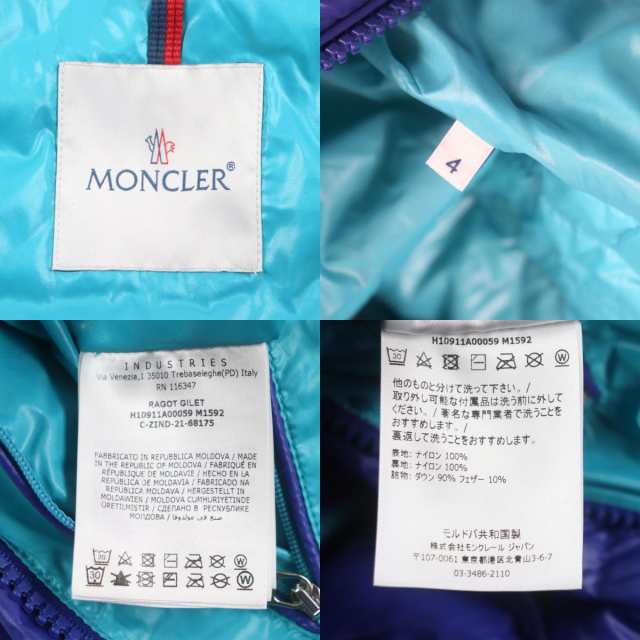 MONCLER®
4
INDUSTRIES
Via Venezia,1 35010 Trebaseleghe(PD) Italy
RN 116347
RAGOT GILET
H10911A00059 M1592
C-ZIND-21-68175
FABBRICATO IN REPUBBLICA MOLDOVA / MADE
IN THE REPUBLIC OF MOLDOVA / FABRIQUÉ EN
RÉPUBLIQUE DE MOLDAVIE / HECHO EN
MOLDAVIA / HERGESTELLT IN
MOLDOVA CUMHURIYETINDE
ÜRETILMISTIR / СДЕЛАНО В РЕСПУБЛИКЕ
МОЛДОВА /
30
H10911A00059 M1592
30
他のものと分けて洗って下さい。/
取り外し可能な付属品は洗う前に外して
ください。/ 著名な専門業者で洗うことを
おすすめします。/
裏返して洗うことをおすすめします。
表地: ナイロン 100%
裏地: ナイロン 100%
詰物: ダウン 90% フェザー 10%
モルドバ共和国製
株式会社モンクレール ジャパン
〒107-0061 東京都港区北青山3-6-7
03-3486-2110